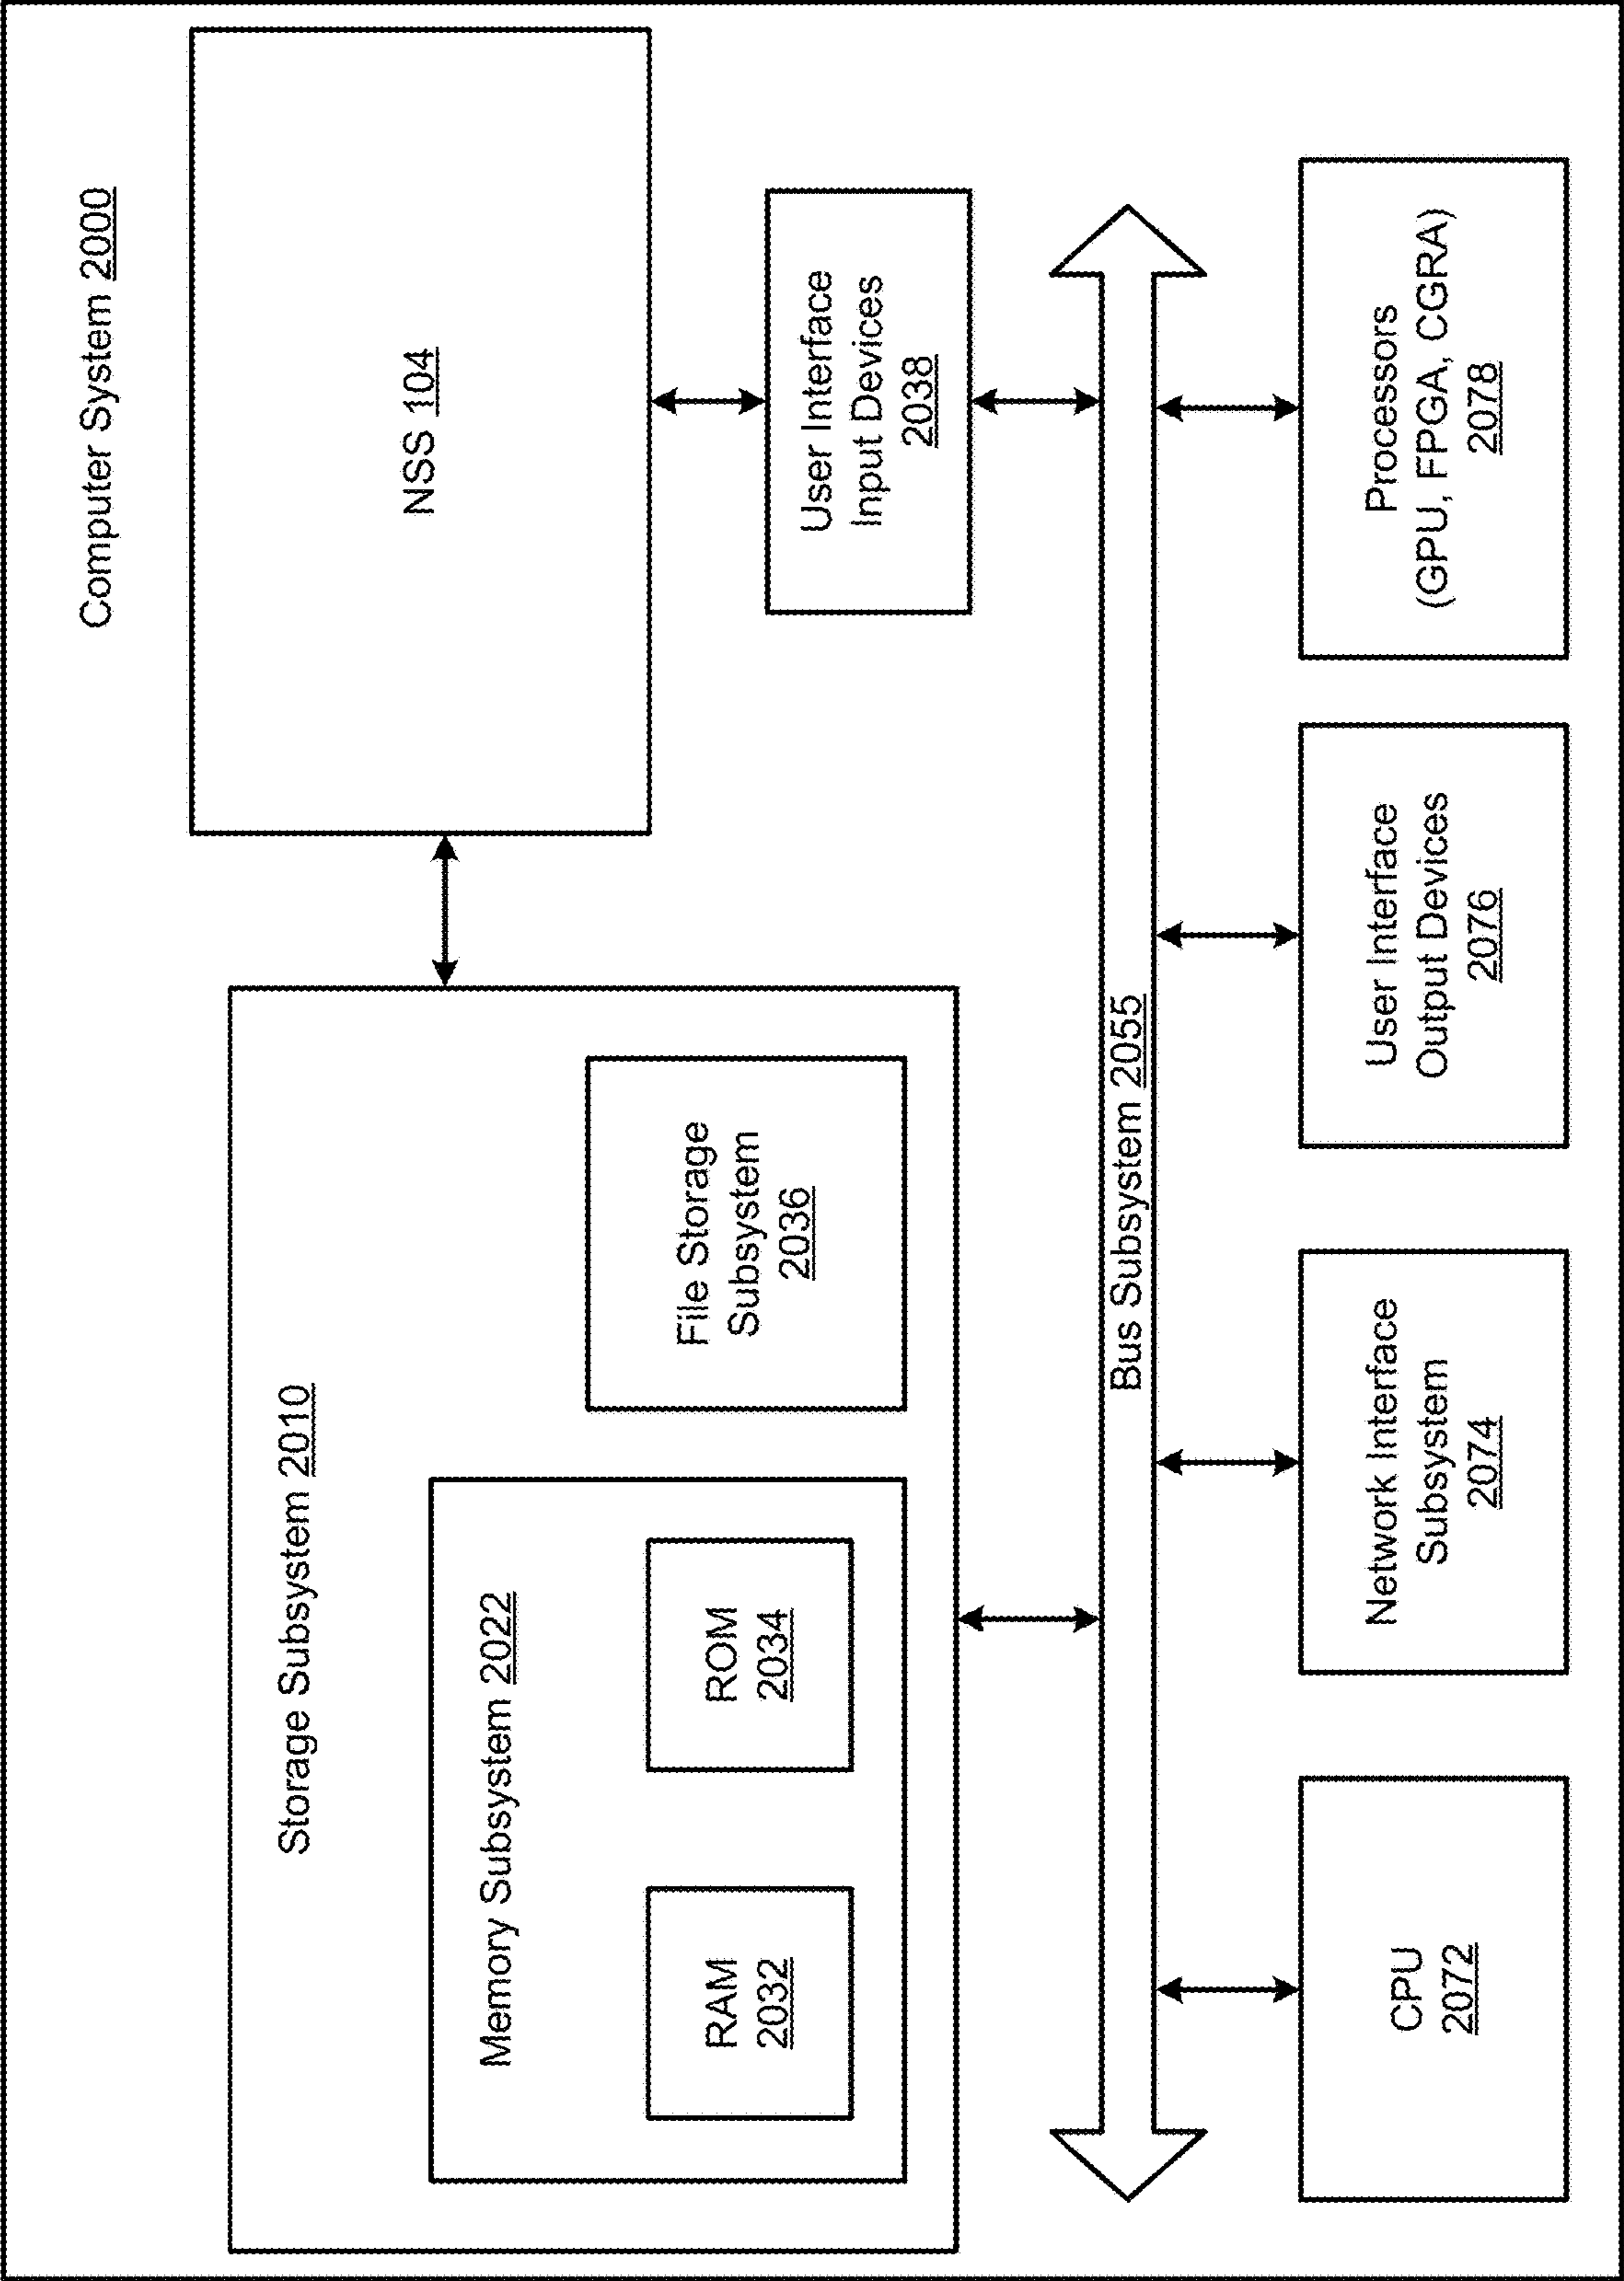 Computer System 2000
Storage Subsystem 2010
Memory Subsystem 2022
RAM
2032
ROM
2034
File Storage
Subsystem
2036
NSS 104
User Interface
Input Devices
2038
Bus Subsystem 2055
CPU
2072
Network Interface
Subsystem
2074
User Interface
Output Devices
2076
Processors
(GPU, FPGA, CGRA)
2078